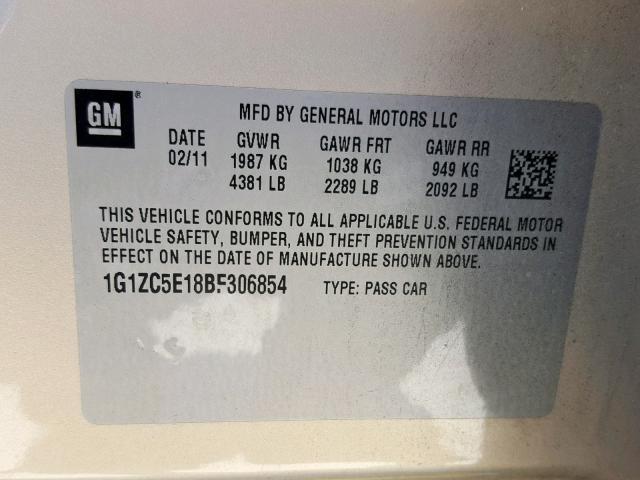 GM ®
MFD BY GENERAL MOTORS LLC
DATE GVWR GAWR FRT GAWR RR
02/11 1987 KG 1038 KG 949 KG
4381 LB 2289 LB 2092 LB
THIS VEHICLE CONFORMS TO ALL APPLICABLE U.S. FEDERAL MOTOR
VEHICLE SAFETY, BUMPER, AND THEFT PREVENTION STANDARDS IN
EFFECT ON THE DATE OF MANUFACTURE SHOWN ABOVE.
1G1ZC5E18BF306854 TYPE: PASS CAR